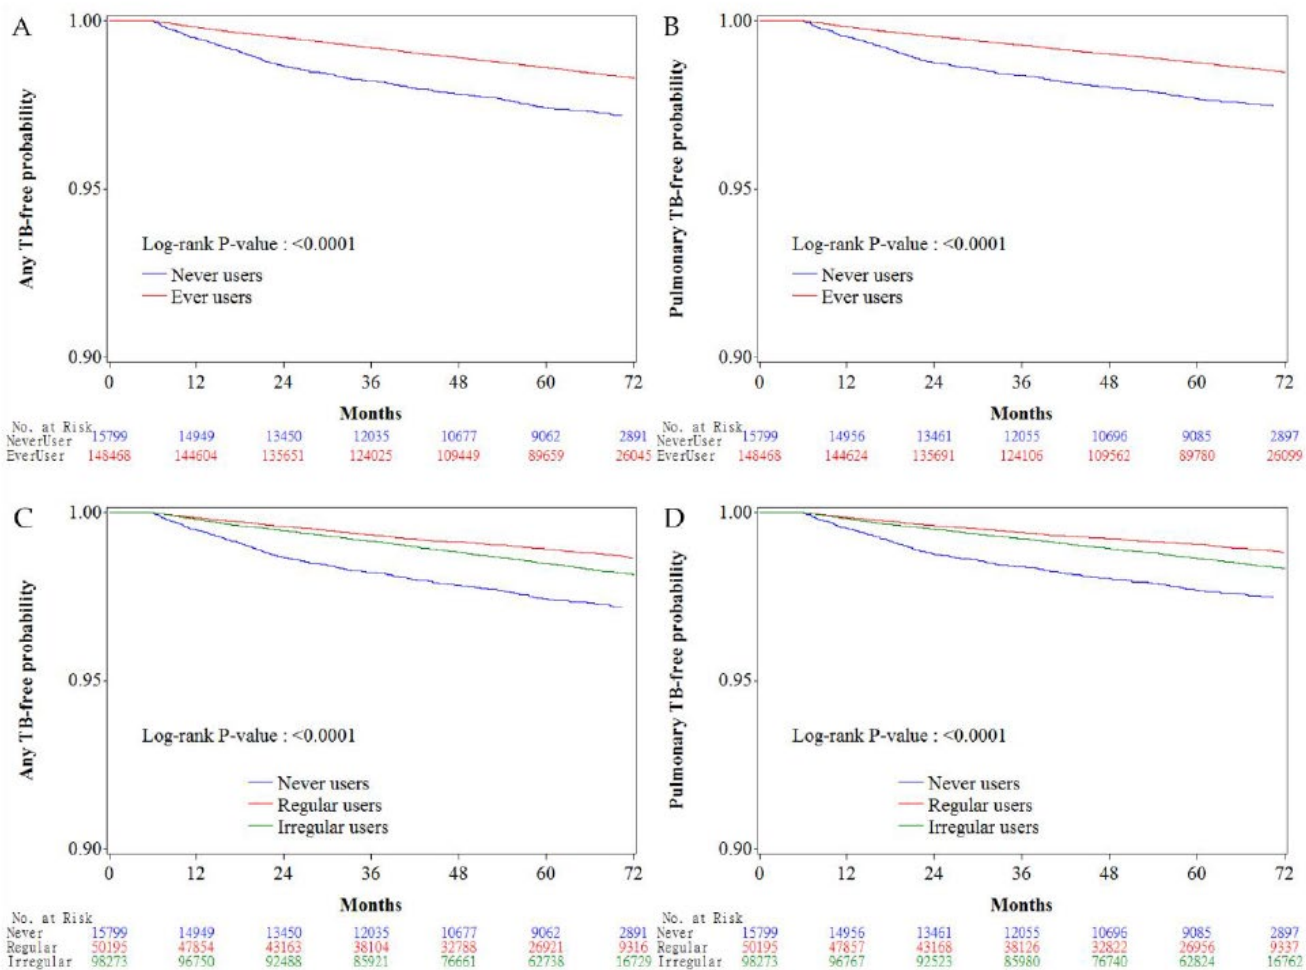 A
Any TB-free probability
1.00
0.95
0.90
Log-rank P-value : <0.0001
Never users
Ever users
0 12 24 36 48 60 72
Months
No. at Risk
NeverUser 15799 14949 13450 12035 10677 9062 2891
EverUser 148468 144604 135651 124025 109449 89659 26045
B
Pulmonary TB-free probability
1.00
0.95
0.90
Log-rank P-value : <0.0001
Never users
Ever users
0 12 24 36 48 60 72
Months
No. at Risk
NeverUser 15799 14956 13461 12055 10696 9085 2897
EverUser 148468 144624 135691 124106 109562 89780 26099
C
Any TB-free probability
1.00
0.95
0.90
Log-rank P-value : <0.0001
Never users
Regular users
Irregular users
0 12 24 36 48 60 72
Months
No. at Risk
Never 15799 14949 13450 12035 10677 9062 2891
Regular 50195 47854 43163 38104 32788 26921 9316
Irregular 98273 96750 92488 85921 76661 62738 16729
D
Pulmonary TB-free probability
1.00
0.95
0.90
Log-rank P-value : <0.0001
Never users
Regular users
Irregular users
0 12 24 36 48 60 72
Months
No. at Risk
Never 15799 14956 13461 12055 10696 9085 2897
Regular 50195 47857 43168 38126 32822 26956 9337
Irregular 98273 96767 92523 85980 76740 62824 16762